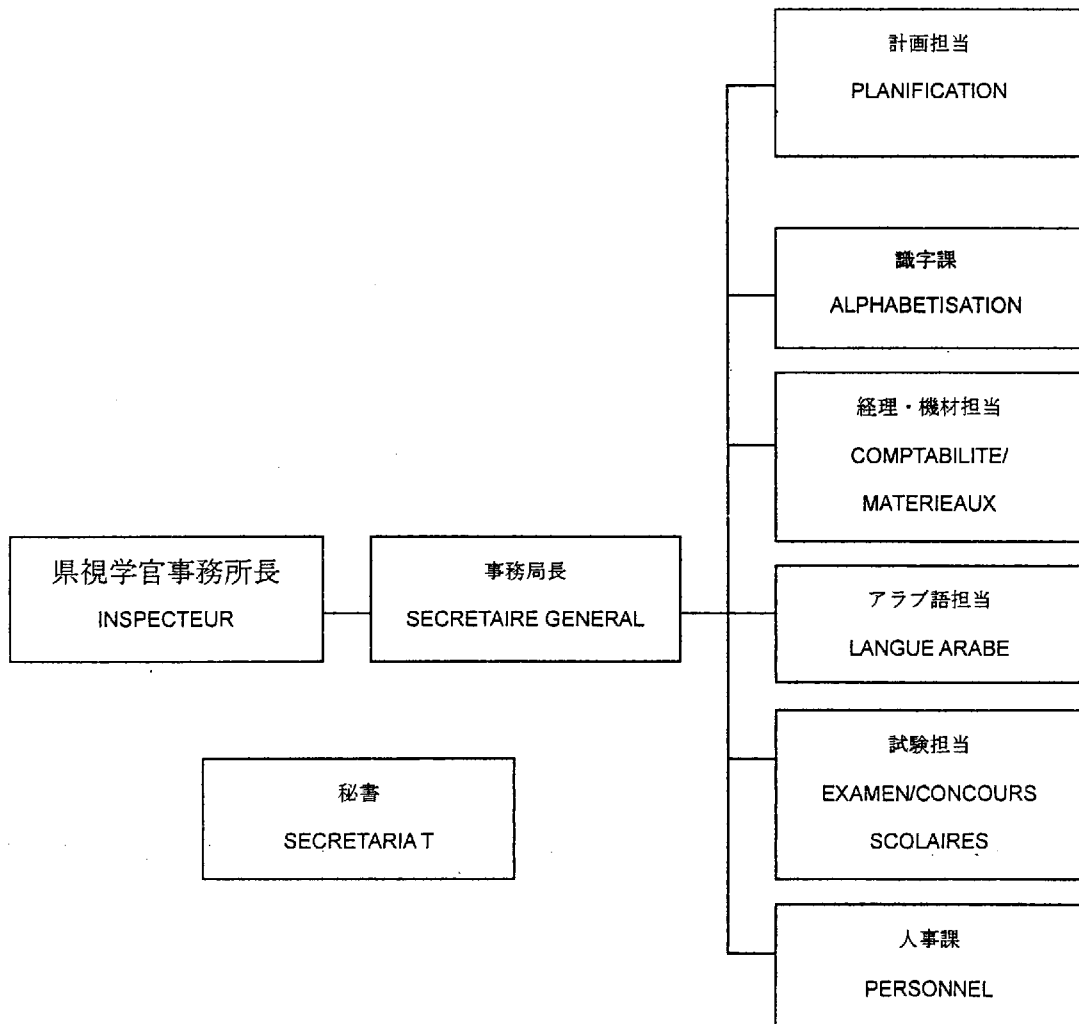 計画担当
PLANIFICATION
識字課
ALPHABETISATION
経理・機材担当
COMPTABILITE/
MATERIEAUX
県視学官事務所長
INSPECTEUR
事務局長
SECRETAIRE GENERAL
アラブ語担当
LANGUE ARABE
試験担当
EXAMEN/CONCOURS
SCOLAIRES
秘書
SECRETARIA T
人事課
PERSONNEL